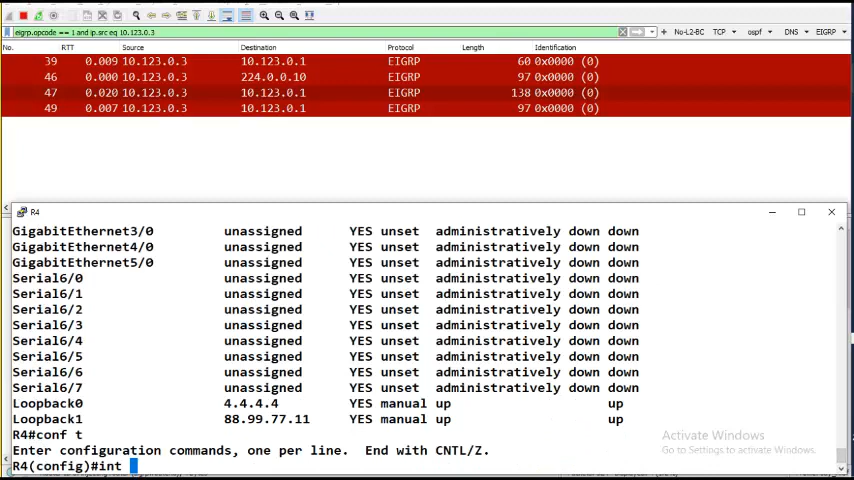 eigrp.opcode == 1 and ip.src eq 10.123.0.3 No-L2-BC TCP ospf DNS EIGRP
No. RTT Source Destination Protocol Length Identification
39 0.009 10.123.0.3 10.123.0.1 EIGRP 60 0x0000 (0)
46 0.000 10.123.0.3 224.0.0.10 EIGRP 97 0x0000 (0)
47 0.020 10.123.0.3 10.123.0.1 EIGRP 138 0x0000 (0)
49 0.007 10.123.0.3 10.123.0.1 EIGRP 97 0x0000 (0)
R4
GigabitEthernet3/0 unassigned YES unset administratively down down
GigabitEthernet4/0 unassigned YES unset administratively down down
GigabitEthernet5/0 unassigned YES unset administratively down down
Serial6/0 unassigned YES unset administratively down down
Serial6/1 unassigned YES unset administratively down down
Serial6/2 unassigned YES unset administratively down down
Serial6/3 unassigned YES unset administratively down down
Serial6/4 unassigned YES unset administratively down down
Serial6/5 unassigned YES unset administratively down down
Serial6/6 unassigned YES unset administratively down down
Serial6/7 unassigned YES unset administratively down down
Loopback0 4.4.4.4 YES manual up up
Loopback1 88.99.77.11 YES manual up up
R4#conf t
Enter configuration commands, one per line. End with CNTL/Z.
R4(config)#int
Activate Windows
Go to Settings to activate Windows.